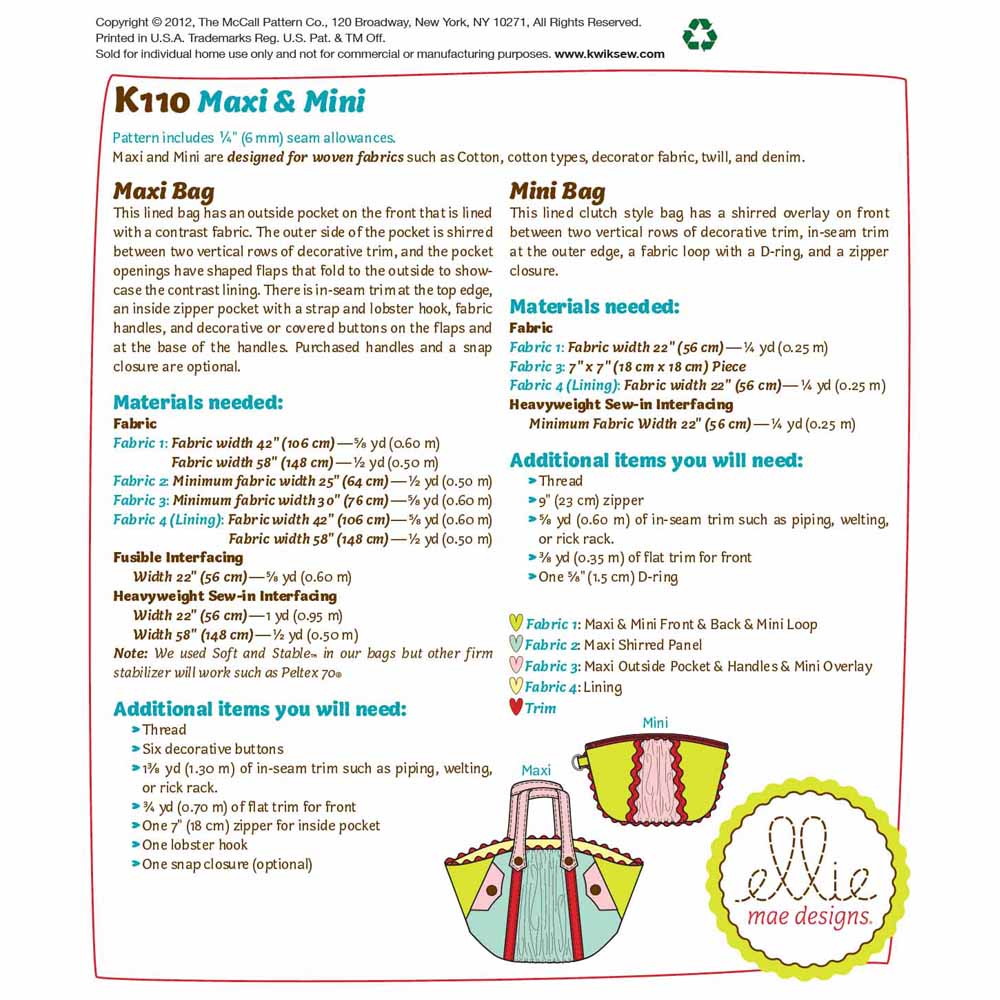 Copyright © 2012, The McCall Pattern Co., 120 Broadway, New York, NY 10271, All Rights Reserved.
Printed in U.S.A. Trademarks Reg. U.S. Pat. & TM Off.
Sold for individual home use only and not for commercial or manufacturing purposes. www.kwiksew.com
K110 Maxi & Mini
Pattern includes ¼" (6 mm) seam allowances.
Maxi and Mini are designed for woven fabrics such as Cotton, cotton types, decorator fabric, twill, and denim.
Maxi Bag
This lined bag has an outside pocket on the front that is lined
with a contrast fabric. The outer side of the pocket is shirred
between two vertical rows of decorative trim, and the pocket
openings have shaped flaps that fold to the outside to show-
case the contrast lining. There is in-seam trim at the top edge,
an inside zipper pocket with a strap and lobster hook, fabric
handles, and decorative or covered buttons on the flaps and
at the base of the handles. Purchased handles and a snap
closure are optional.
Materials needed:
Fabric
Fabric 1: Fabric width 42" (106 cm)—⅝ yd (0.60 m)
Fabric width 58" (148 cm)—½ yd (0.50 m)
Fabric 2: Minimum fabric width 25" (64 cm)—½ yd (0.50 m)
Fabric 3: Minimum fabric width 30" (76 cm)—⅝ yd (0.60 m)
Fabric 4 (Lining): Fabric width 42" (106 cm)—⅝ yd (0.60 m)
Fabric width 58" (148 cm)—½ yd (0.50 m)
Fusible Interfacing
Width 22" (56 cm)—⅝ yd (0.60 m)
Heavyweight Sew-in Interfacing
Width 22" (56 cm)—1 yd (0.95 m)
Width 58" (148 cm)—½ yd (0.50 m)
Note: We used Soft and Stable™ in our bags but other firm
stabilizer will work such as Peltex 70®
Additional items you will need:
➢Thread
➢Six decorative buttons
➢1⅜ yd (1.30 m) of in-seam trim such as piping, welting,
or rick rack.
➢¾ yd (0.70 m) of flat trim for front
➢One 7" (18 cm) zipper for inside pocket
➢One lobster hook
➢One snap closure (optional)
Mini Bag
This lined clutch style bag has a shirred overlay on front
between two vertical rows of decorative trim, in-seam trim
at the outer edge, a fabric loop with a D-ring, and a zipper
closure.
Materials needed:
Fabric
Fabric 1: Fabric width 22" (56 cm)—¼ yd (0.25 m)
Fabric 3: 7" x 7" (18 cm x 18 cm) Piece
Fabric 4 (Lining): Fabric width 22" (56 cm)—¼ yd (0.25 m)
Heavyweight Sew-in Interfacing
Minimum Fabric Width 22" (56 cm)—¼ yd (0.25 m)
Additional items you will need:
➢Thread
➢9" (23 cm) zipper
➢⅝ yd (0.60 m) of in-seam trim such as piping, welting,
or rick rack.
➢⅜ yd (0.35 m) of flat trim for front
➢One ⅝" (1.5 cm) D-ring
Fabric 1: Maxi & Mini Front & Back & Mini Loop
Fabric 2: Maxi Shirred Panel
Fabric 3: Maxi Outside Pocket & Handles & Mini Overlay
Fabric 4: Lining
Trim
Mini
Maxi
ellie
mae designs®